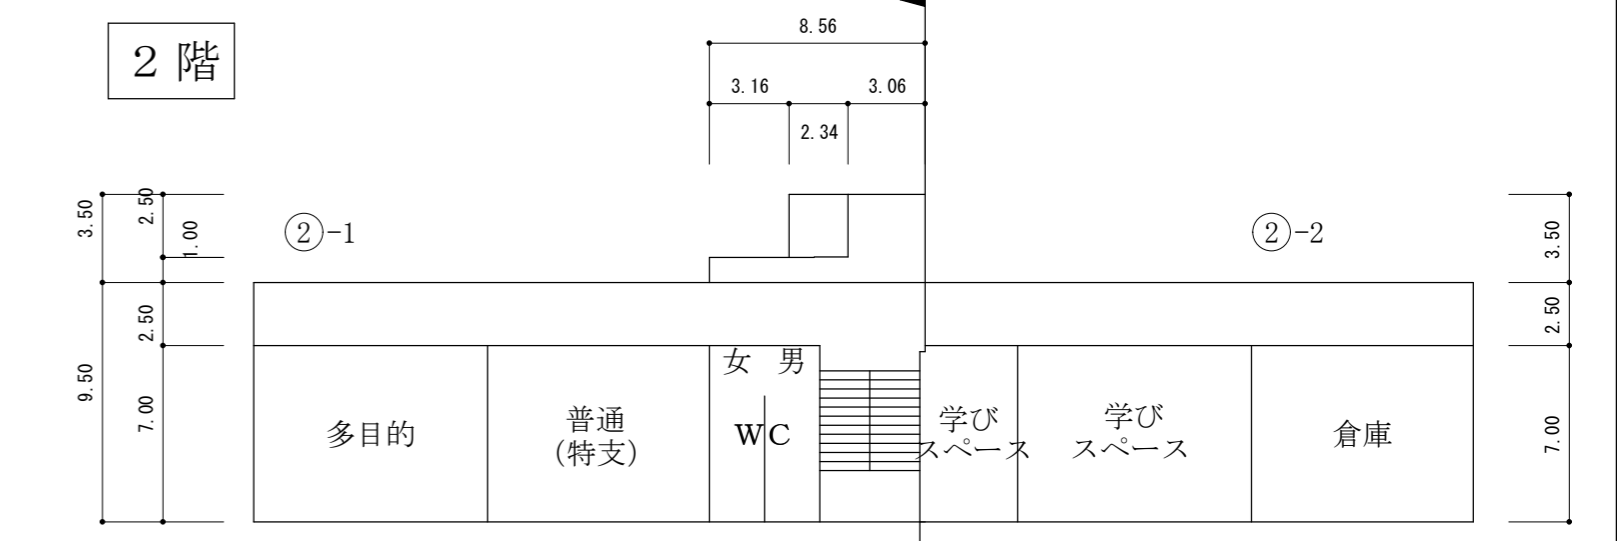 2 階
8.56
3.16
3.06
2.34
3.50
2.50
1.00
②-1
②-2
3.50
2.50
2.50
9.50
7.00
7.00
女 男
WC
多目的
普通
(特支)
学び
スペース
学び
スペース
倉庫